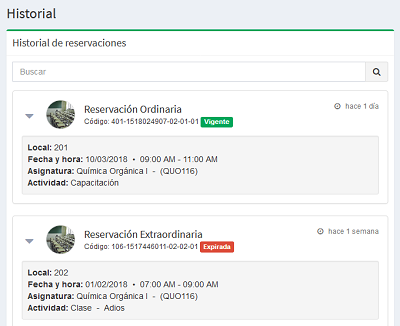 Historial
Historial de reservaciones
Buscar
Reservación Ordinaria
hace 1 día
Código: 401-1518024907-02-01-01 Vigente
Local: 201
Fecha y hora: 10/03/2018 • 09:00 AM - 11:00 AM
Asignatura: Química Orgánica I - (QUO116)
Actividad: Capacitación
Reservación Extraordinaria
hace 1 semana
Código: 106-1517446011-02-02-01 Expirada
Local: 202
Fecha y hora: 01/02/2018 • 07:00 AM - 09:00 AM
Asignatura: Química Orgánica I - (QUO116)
Actividad: Clase - Adios